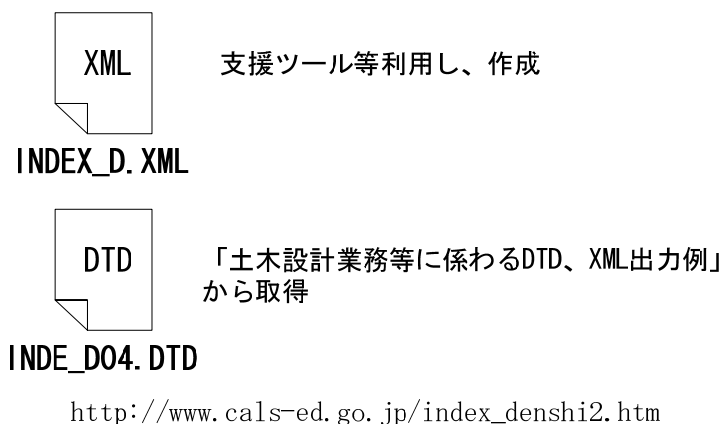 XML
支援ツール等利用し、作成
INDEX_D.XML
DTD
「土木設計業務等に係わるDTD、XML出力例」
から取得
INDE_D04.DTD
http://www.cals-ed.go.jp/index_denshi2.htm